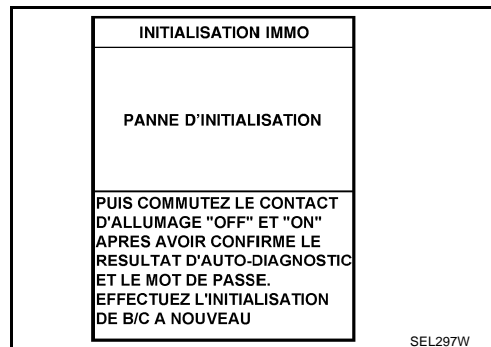 INITIALISATION IMMO
PANNE D'INITIALISATION
PUIS COMMUTEZ LE CONTACT
D'ALLUMAGE "OFF" ET "ON"
APRES AVOIR CONFIRME LE
RESULTAT D'AUTO-DIAGNOSTIC
ET LE MOT DE PASSE.
EFFECTUEZ L'INITIALISATION
DE B/C A NOUVEAU
SEL297W